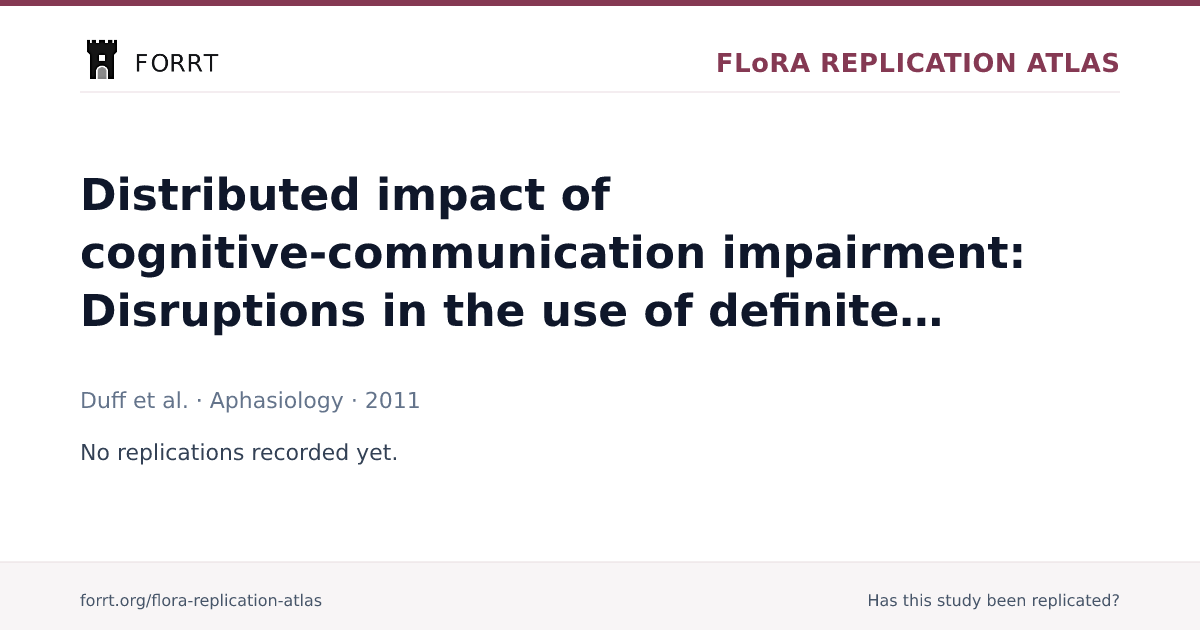 FORRT
FLoRA REPLICATION ATLAS
Distributed impact of
cognitive-communication impairment:
Disruptions in the use of definite…
Duff et al. · Aphasiology · 2011
No replications recorded yet.
forrt.org/flora-replication-atlas
Has this study been replicated?